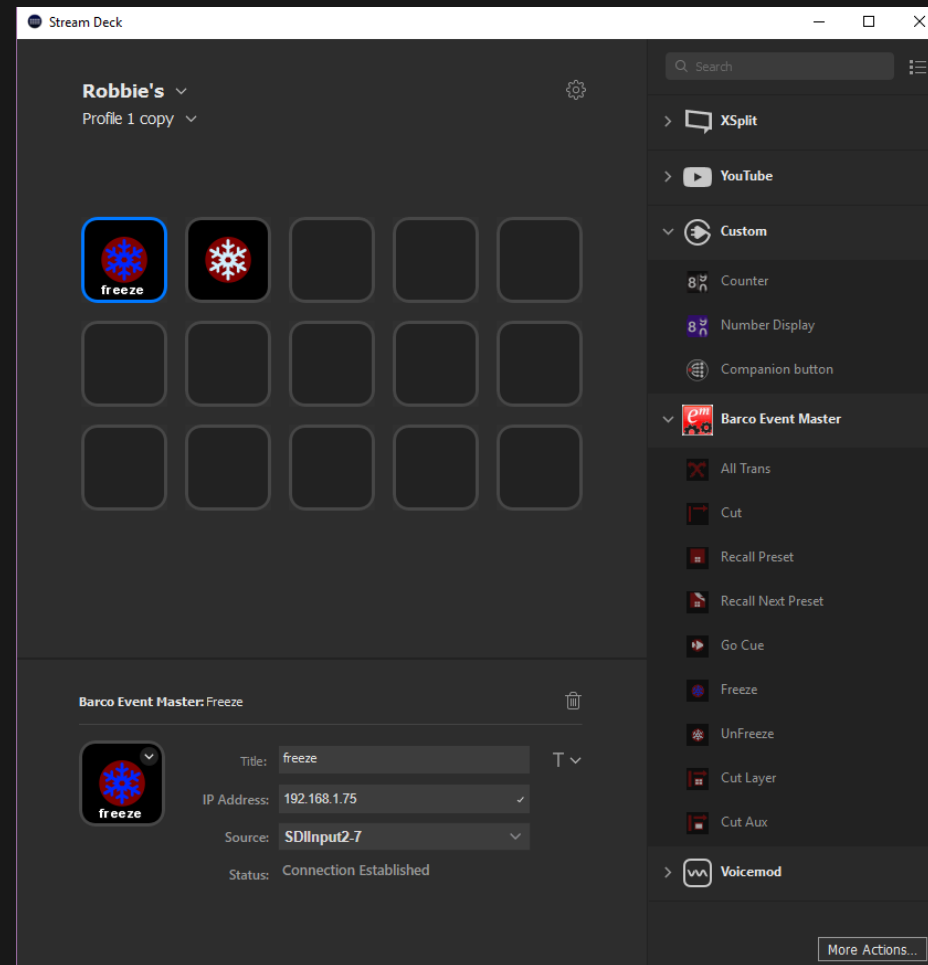 Stream Deck
Robbie's
Profile 1 copy
freeze
Search
XSplit
YouTube
Custom
Counter
Number Display
Companion button
Barco Event Master
All Trans
Cut
Recall Preset
Recall Next Preset
Go Cue
Freeze
UnFreeze
Cut Layer
Cut Aux
Voicemod
More Actions...
Barco Event Master: Freeze
freeze
Title: freeze
T
IP Address: 192.168.1.75
Source: SDIInput2-7
Status: Connection Established